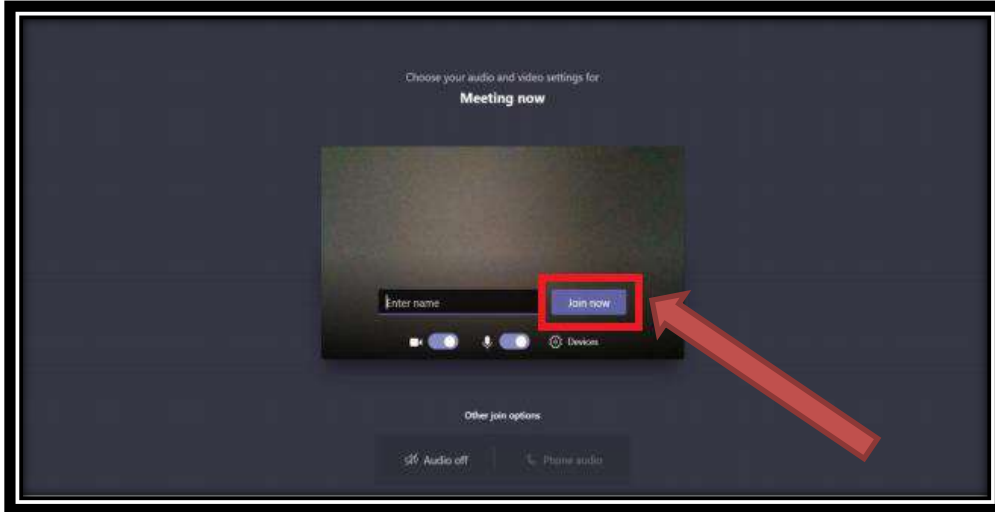 Choose your audio and video settings for
Meeting now
Enter name
Join now
Devices
Other join options
Audio off
Phone audio